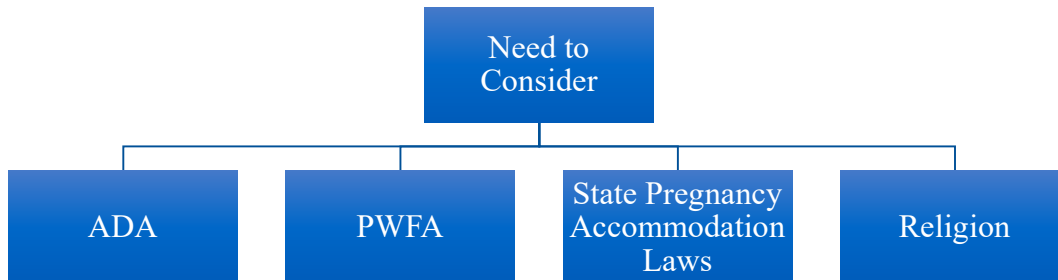 Need to
Consider
ADA
PWFA
State Pregnancy
Accommodation
Laws
Religion